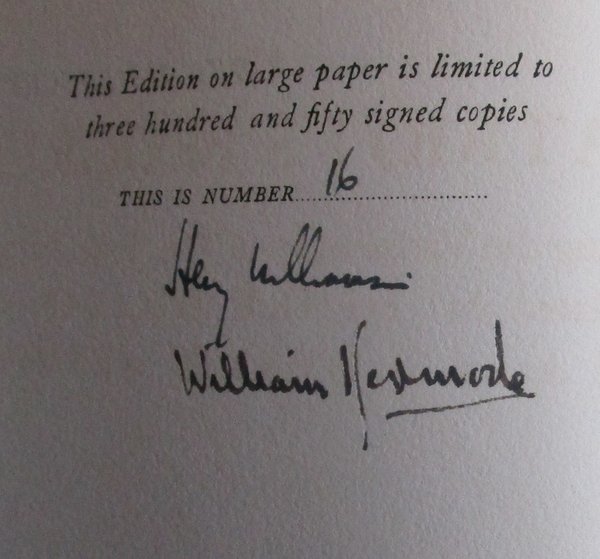 This Edition on large paper is limited to
three hundred and fifty signed copies
THIS IS NUMBER 16
Henry Williamson
William Kermode